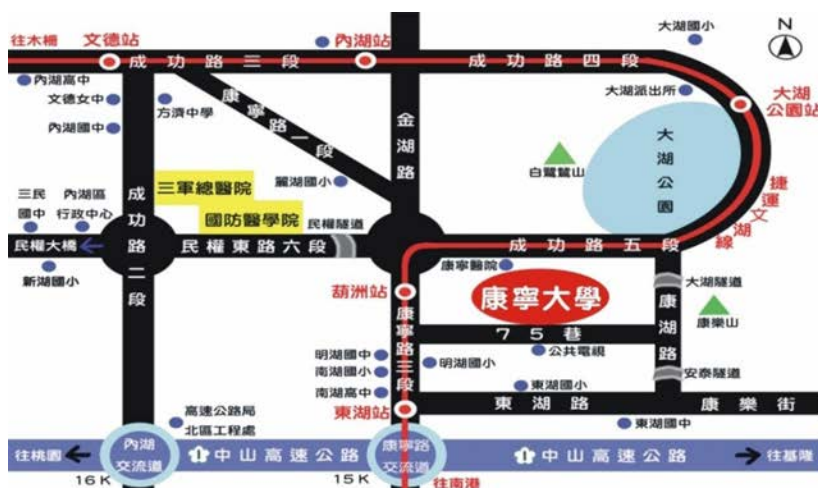 大湖國小
N
往木柵
文德站
內湖站
成功路三段
成功路四段
內湖高中
文德女中
方濟中學
內湖國中
康寧路一段
金湖路
大湖派出所
大湖公園站
大湖公園
白鷺鷥山
麗湖國小
三軍總醫院
國防醫學院
捷運文湖線
三民國中
內湖區行政中心
成功路二段
民權隧道
民權大橋
民權東路六段
成功路五段
新湖國小
康寧醫院
葫洲站
康寧大學
大湖隧道
康樂山
康湖路
75巷
康寧路三段
明湖國中
明湖國小
公共電視
南湖國小
安泰隧道
南湖高中
東湖國小
東湖站
東湖路
康樂街
高速公路局
北區工程處
東湖國中
往桃園
內湖
交流道
1
中山高速公路
康寧路
交流道
1
中山高速公路
往基隆
16K
15K
往南港